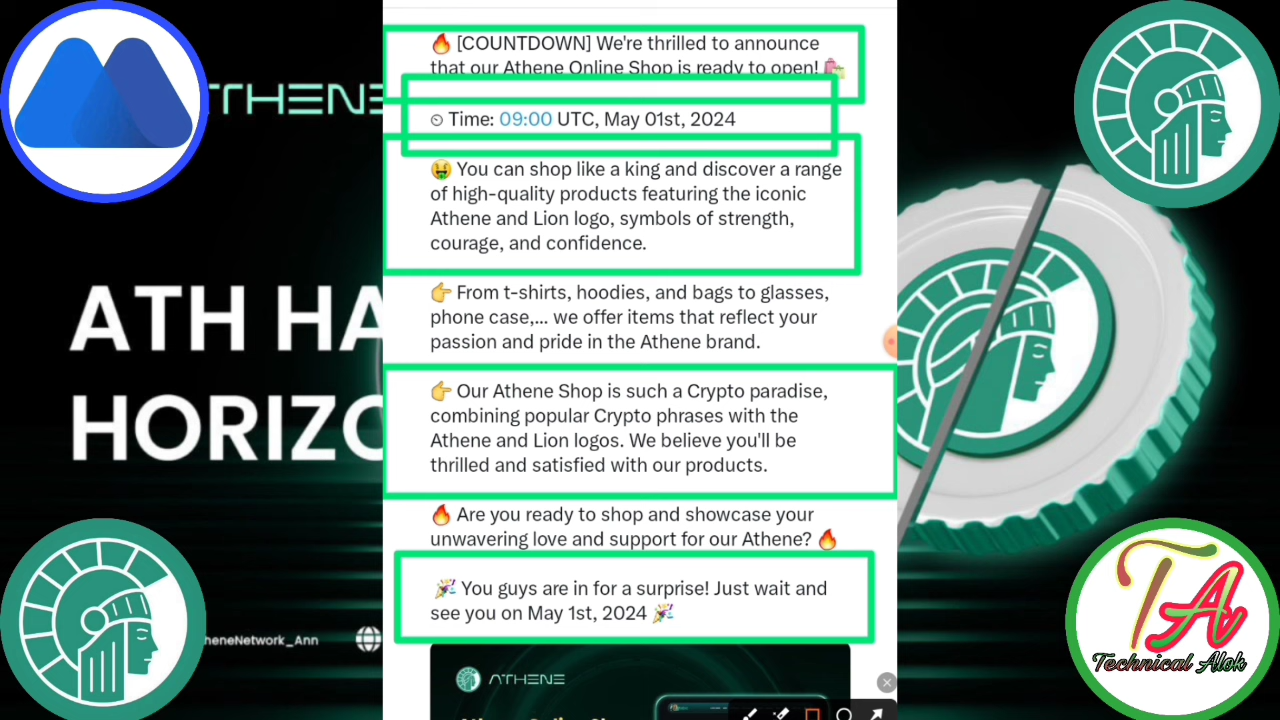 ATHENE
ATH HA
HORIZO
heneNetwork_Ann
🔥 [COUNTDOWN] We're thrilled to announce
that our Athene Online Shop is ready to open! 🛍️
⏲ Time: 09:00 UTC, May 01st, 2024
🤑 You can shop like a king and discover a range
of high-quality products featuring the iconic
Athene and Lion logo, symbols of strength,
courage, and confidence.
👉 From t-shirts, hoodies, and bags to glasses,
phone case,... we offer items that reflect your
passion and pride in the Athene brand.
👉 Our Athene Shop is such a Crypto paradise,
combining popular Crypto phrases with the
Athene and Lion logos. We believe you'll be
thrilled and satisfied with our products.
🔥 Are you ready to shop and showcase your
unwavering love and support for our Athene? 🔥
🎉 You guys are in for a surprise! Just wait and
see you on May 1st, 2024 🎉
ATHENE
TA
Technical Alok